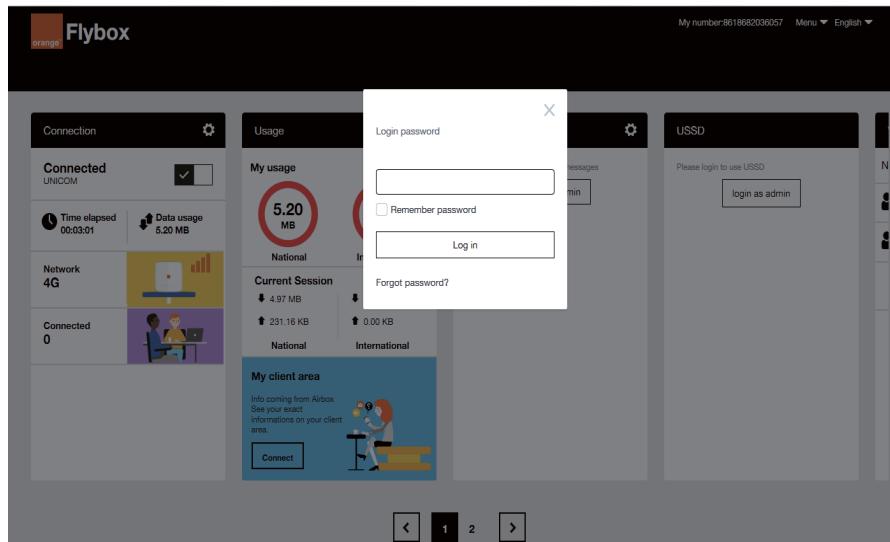 orange
Flybox
My number:8618682036057 Menu English
Connection
Connected
UNICOM
Time elapsed
00:03:01
Data usage
5.20 MB
Network
4G
Connected
0
Usage
My usage
5.20
MB
National
Current Session
4.97 MB
231.16 KB
0.00 KB
National International
My client area
Info coming from Airbox
See your exact
informations on your client
area.
Connect
X
Login password
Remember password
Log in
Forgot password?
USSD
Please login to use USSD
login as admin
N
1 2